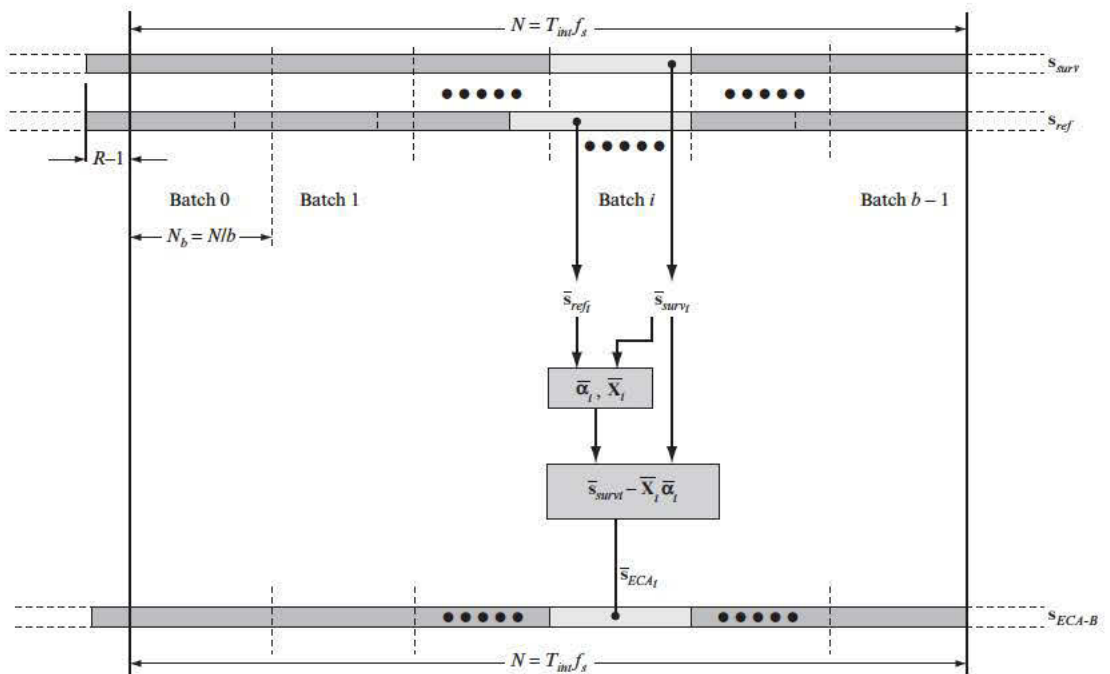 N = T_int f_s
s_surv
s_ref
R–1
Batch 0
Batch 1
Batch i
Batch b – 1
N_b = N/b
s̄_ref_i
s̄_surv_i
ᾱ_i , X̄_i
s̄_survi – X̄_i ᾱ_i
s̄_ECA_i
s_ECA-B
N = T_int f_s